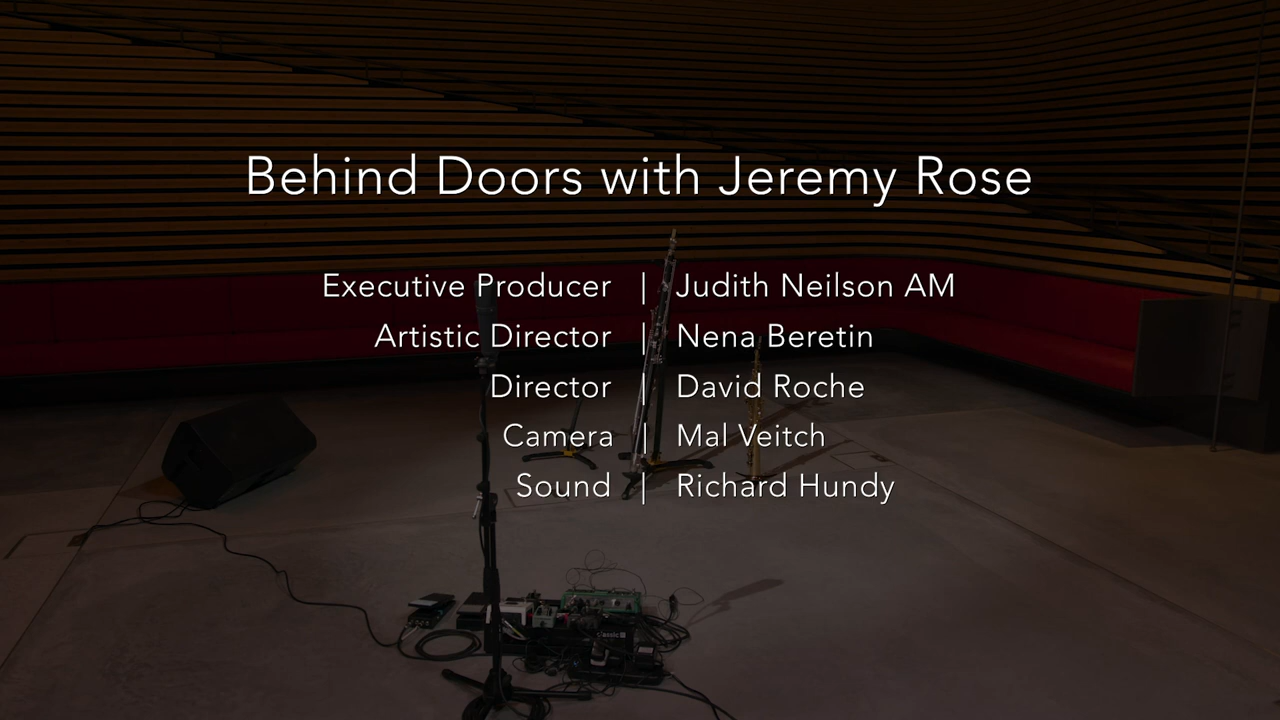 Behind Doors with Jeremy Rose
Executive Producer | Judith Neilson AM
Artistic Director | Nena Beretin
Director | David Roche
Camera | Mal Veitch
Sound | Richard Hundy
classic